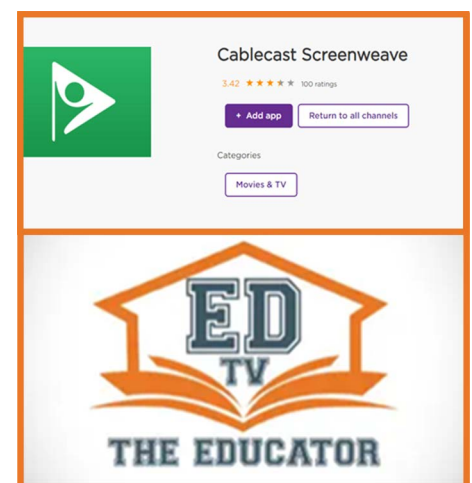 Cablecast Screenweave
3.42 ★★★★★ 100 ratings
+ Add app
Return to all channels
Categories
Movies & TV
ED
TV
THE EDUCATOR